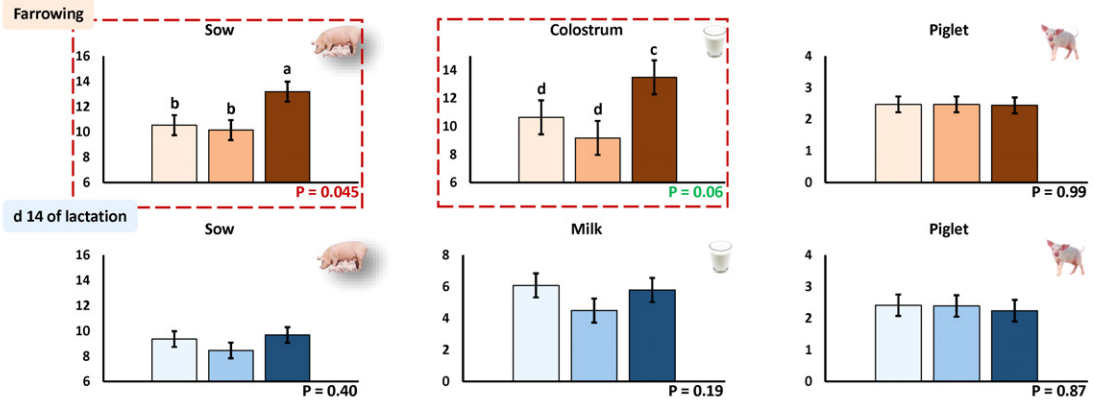 Farrowing
Sow
16
14
12
10
8
6
b
b
a
P = 0.045
Colostrum
14
12
10
8
6
d
d
c
P = 0.06
Piglet
4
3
2
1
0
P = 0.99
d 14 of lactation
Sow
16
14
12
10
8
6
P = 0.40
Milk
8
6
4
2
0
P = 0.19
Piglet
4
3
2
1
0
P = 0.87